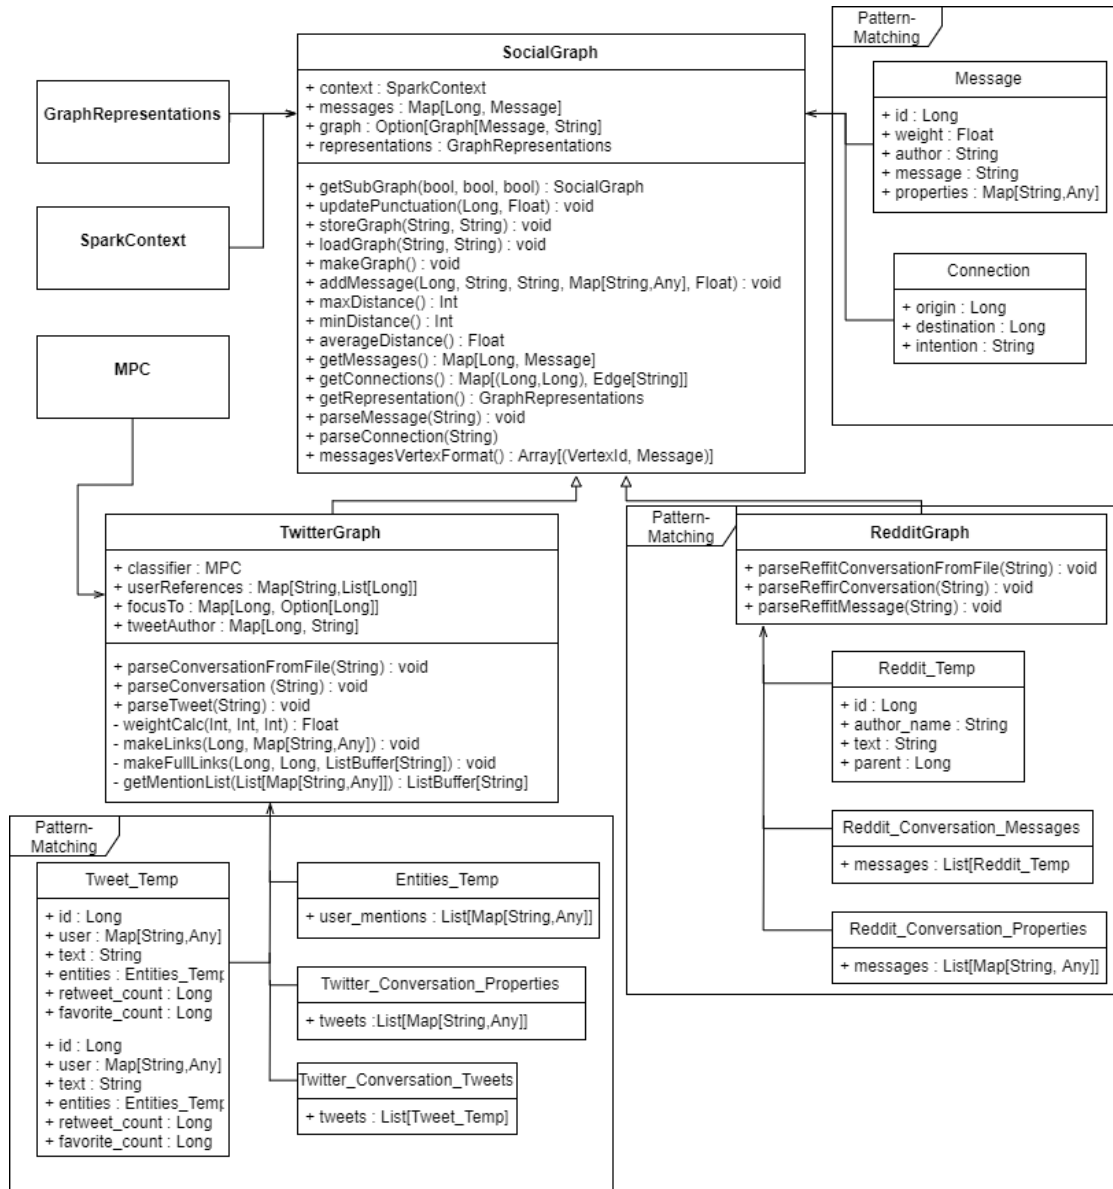 SocialGraph
+ context : SparkContext
+ messages : Map[Long, Message]
+ graph : Option[Graph[Message, String]
+ representations : GraphRepresentations
+ getSubGraph(bool, bool, bool) : SocialGraph
+ updatePunctuation(Long, Float) : void
+ storeGraph(String, String) : void
+ loadGraph(String, String) : void
+ makeGraph() : void
+ addMessage(Long, String, String, Map[String,Any], Float) : void
+ maxDistance() : Int
+ minDistance() : Int
+ averageDistance() : Float
+ getMessages() : Map[Long, Message]
+ getConnections() : Map[(Long,Long), Edge[String]]
+ getRepresentation() : GraphRepresentations
+ parseMessage(String) : void
+ parseConnection(String)
+ messagesVertexFormat() : Array[(VertexId, Message)]
GraphRepresentations
SparkContext
MPC
Pattern-
Matching
Message
+ id : Long
+ weight : Float
+ author : String
+ message : String
+ properties : Map[String,Any]
Connection
+ origin : Long
+ destination : Long
+ intention : String
TwitterGraph
+ classifier : MPC
+ userReferences : Map[String,List[Long]]
+ focusTo : Map[Long, Option[Long]]
+ tweetAuthor : Map[Long, String]
+ parseConversationFromFile(String) : void
+ parseConversation (String) : void
+ parseTweet(String) : void
- weightCalc(Int, Int, Int) : Float
- makeLinks(Long, Map[String,Any]) : void
- makeFullLinks(Long, Long, ListBuffer[String]) : void
- getMentionList(List[Map[String,Any]]) : ListBuffer[String]
Pattern-
Matching
RedditGraph
+ parseReffitConversationFromFile(String) : void
+ parseReffirConversation(String) : void
+ parseReffitMessage(String) : void
Reddit_Temp
+ id : Long
+ author_name : String
+ text : String
+ parent : Long
Reddit_Conversation_Messages
+ messages : List[Reddit_Temp
Reddit_Conversation_Properties
+ messages : List[Map[String, Any]]
Pattern-
Matching
Tweet_Temp
+ id : Long
+ user : Map[String,Any]
+ text : String
+ entities : Entities_Temp
+ retweet_count : Long
+ favorite_count : Long
+ id : Long
+ user : Map[String,Any]
+ text : String
+ entities : Entities_Temp
+ retweet_count : Long
+ favorite_count : Long
Entities_Temp
+ user_mentions : List[Map[String,Any]]
Twitter_Conversation_Properties
+ tweets :List[Map[String,Any]]
Twitter_Conversation_Tweets
+ tweets : List[Tweet_Temp]